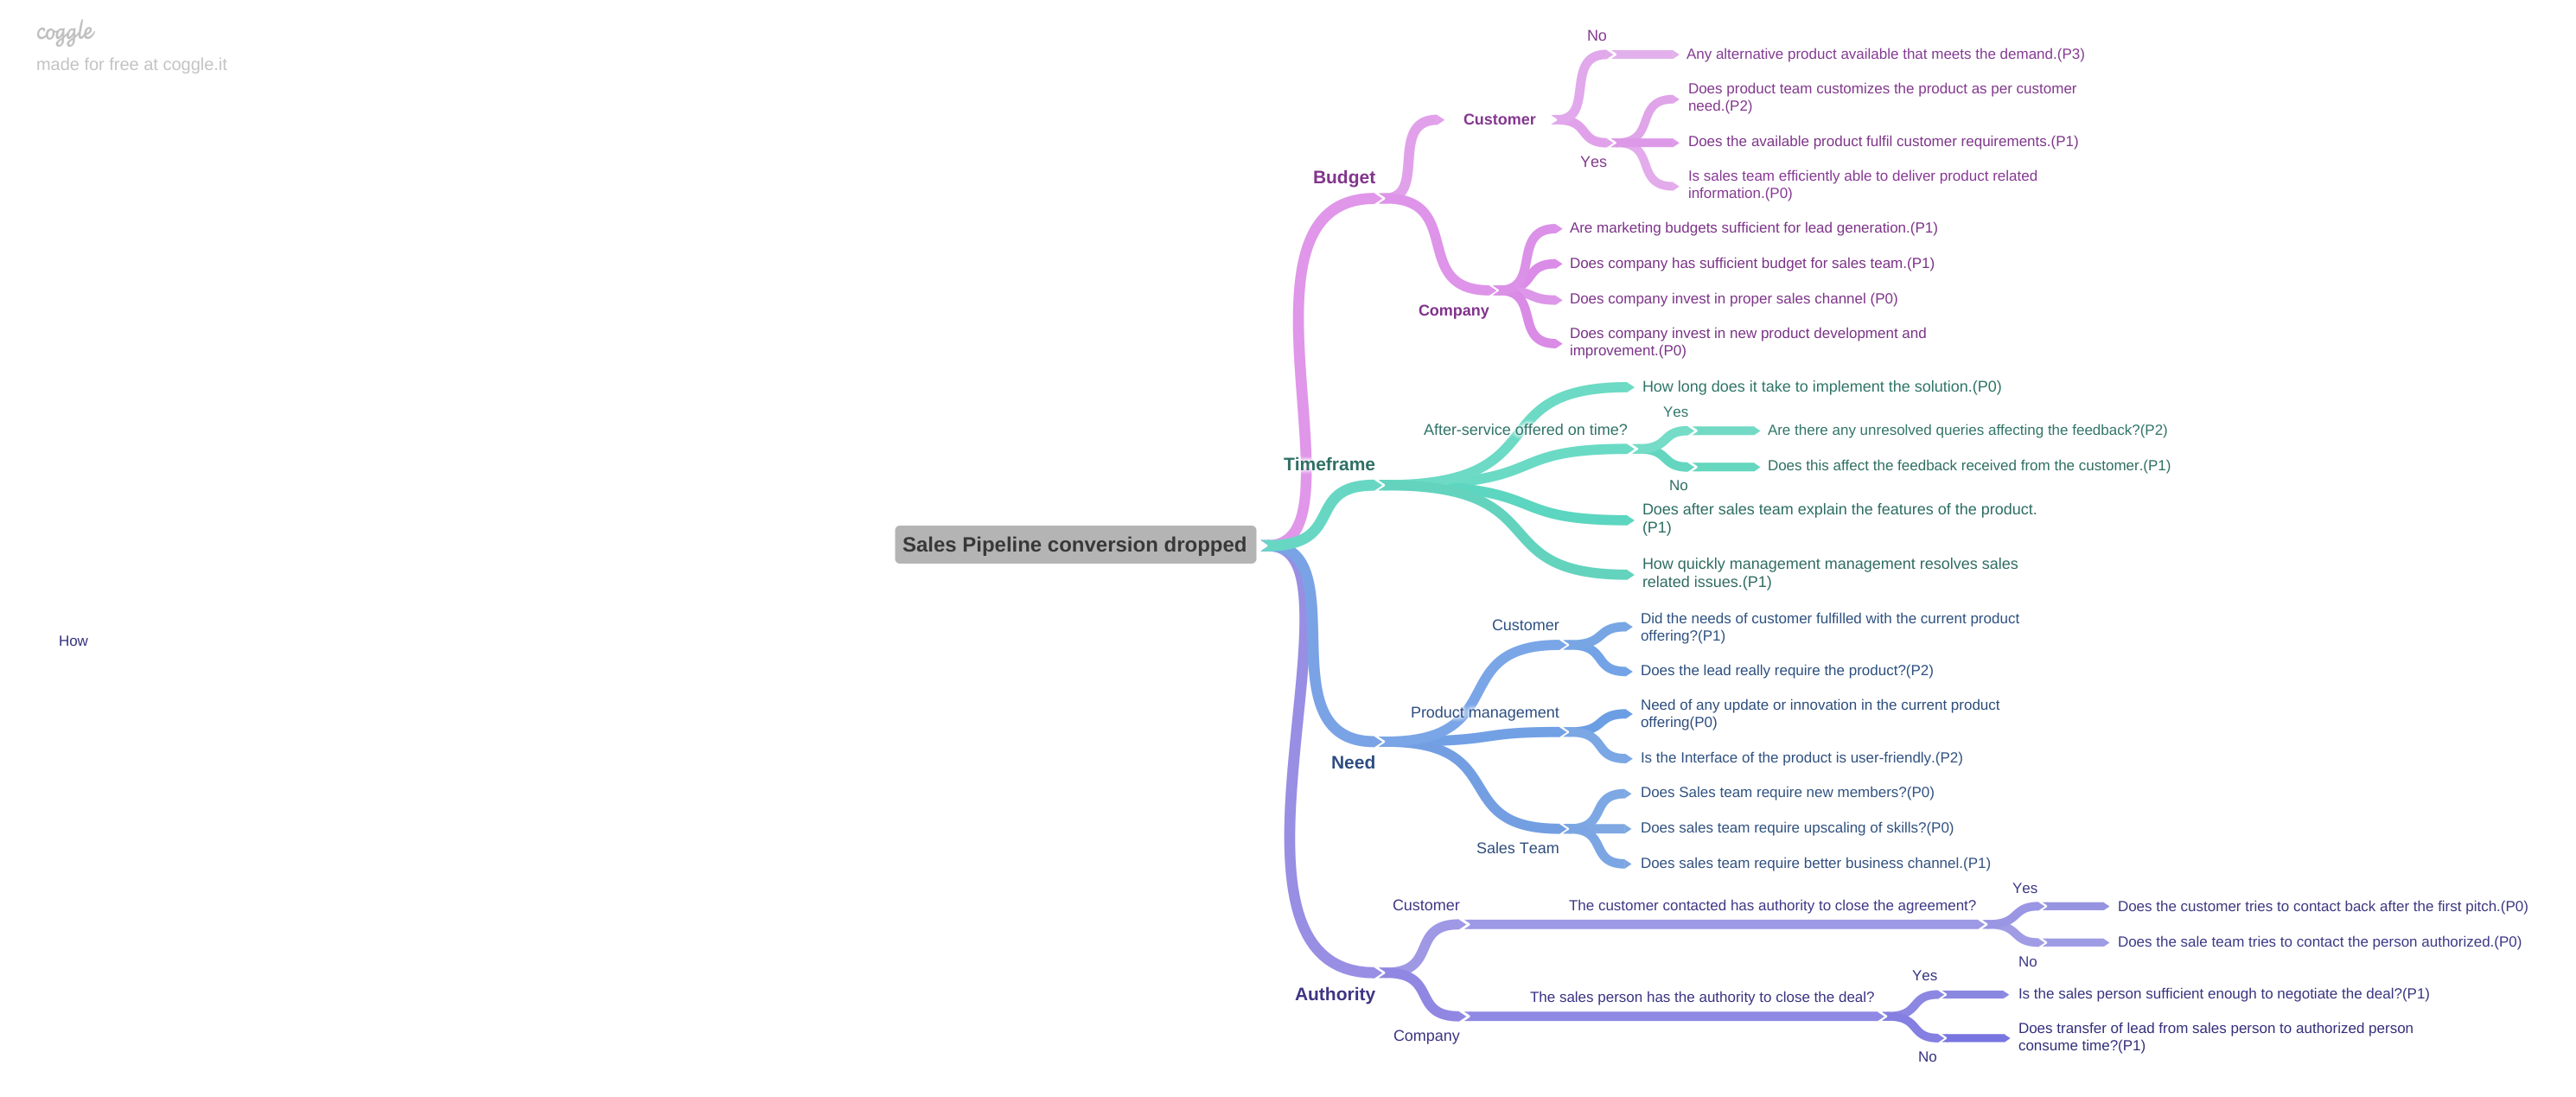 coggle
made for free at coggle.it
Sales Pipeline conversion dropped
Budget
Customer
No
Any alternative product available that meets the demand.(P3)
Yes
Does product team customizes the product as per customer
need.(P2)
Does the available product fulfil customer requirements.(P1)
Is sales team efficiently able to deliver product related
information.(P0)
Company
Are marketing budgets sufficient for lead generation.(P1)
Does company has sufficient budget for sales team.(P1)
Does company invest in proper sales channel (P0)
Does company invest in new product development and
improvement.(P0)
Timeframe
How long does it take to implement the solution.(P0)
After-service offered on time?
Yes
Are there any unresolved queries affecting the feedback?(P2)
No
Does this affect the feedback received from the customer.(P1)
Does after sales team explain the features of the product.
(P1)
How quickly management management resolves sales
related issues.(P1)
Need
Customer
Did the needs of customer fulfilled with the current product
offering?(P1)
Does the lead really require the product?(P2)
Product management
Need of any update or innovation in the current product
offering(P0)
Is the Interface of the product is user-friendly.(P2)
Sales Team
Does Sales team require new members?(P0)
Does sales team require upscaling of skills?(P0)
Does sales team require better business channel.(P1)
Authority
Customer
The customer contacted has authority to close the agreement?
Yes
Does the customer tries to contact back after the first pitch.(P0)
No
Does the sale team tries to contact the person authorized.(P0)
Company
The sales person has the authority to close the deal?
Yes
Is the sales person sufficient enough to negotiate the deal?(P1)
No
Does transfer of lead from sales person to authorized person
consume time?(P1)
How